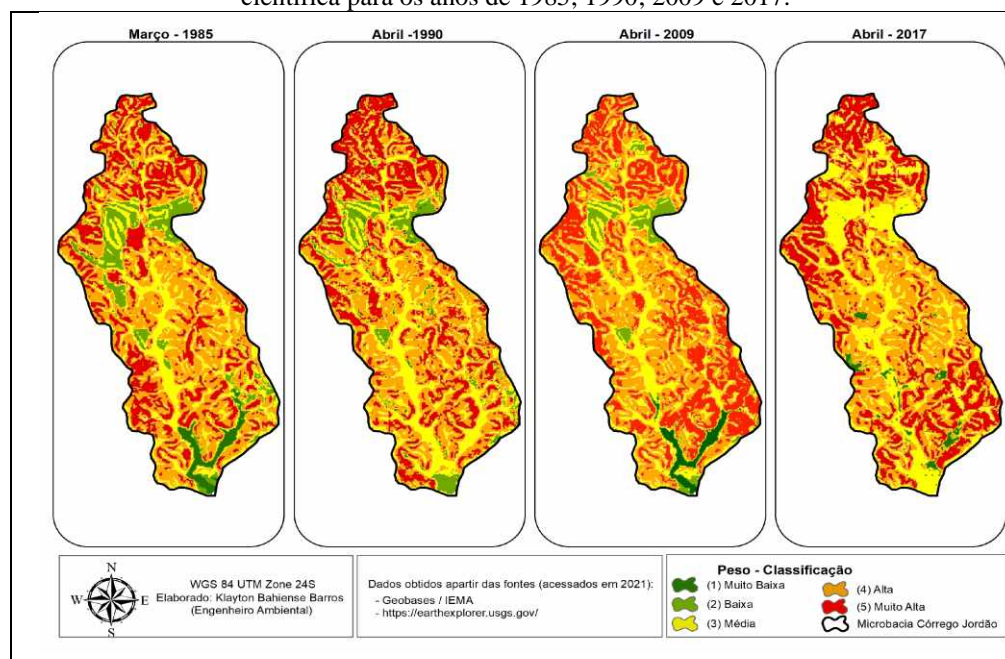 científica para os anos de 1985, 1990, 2009 e 2017.
Março - 1985
Abril -1990
Abril - 2009
Abril - 2017
N
W
E
S
WGS 84 UTM Zone 24S
Elaborado: Klayton Bahiense Barros
(Engenheiro Ambiental)
Dados obtidos apartir das fontes (acessados em 2021):
- Geobases / IEMA
- https://earthexplorer.usgs.gov/
Peso - Classificação
(1) Muito Baixa
(2) Baixa
(3) Média
(4) Alta
(5) Muito Alta
Microbacia Córrego Jordão